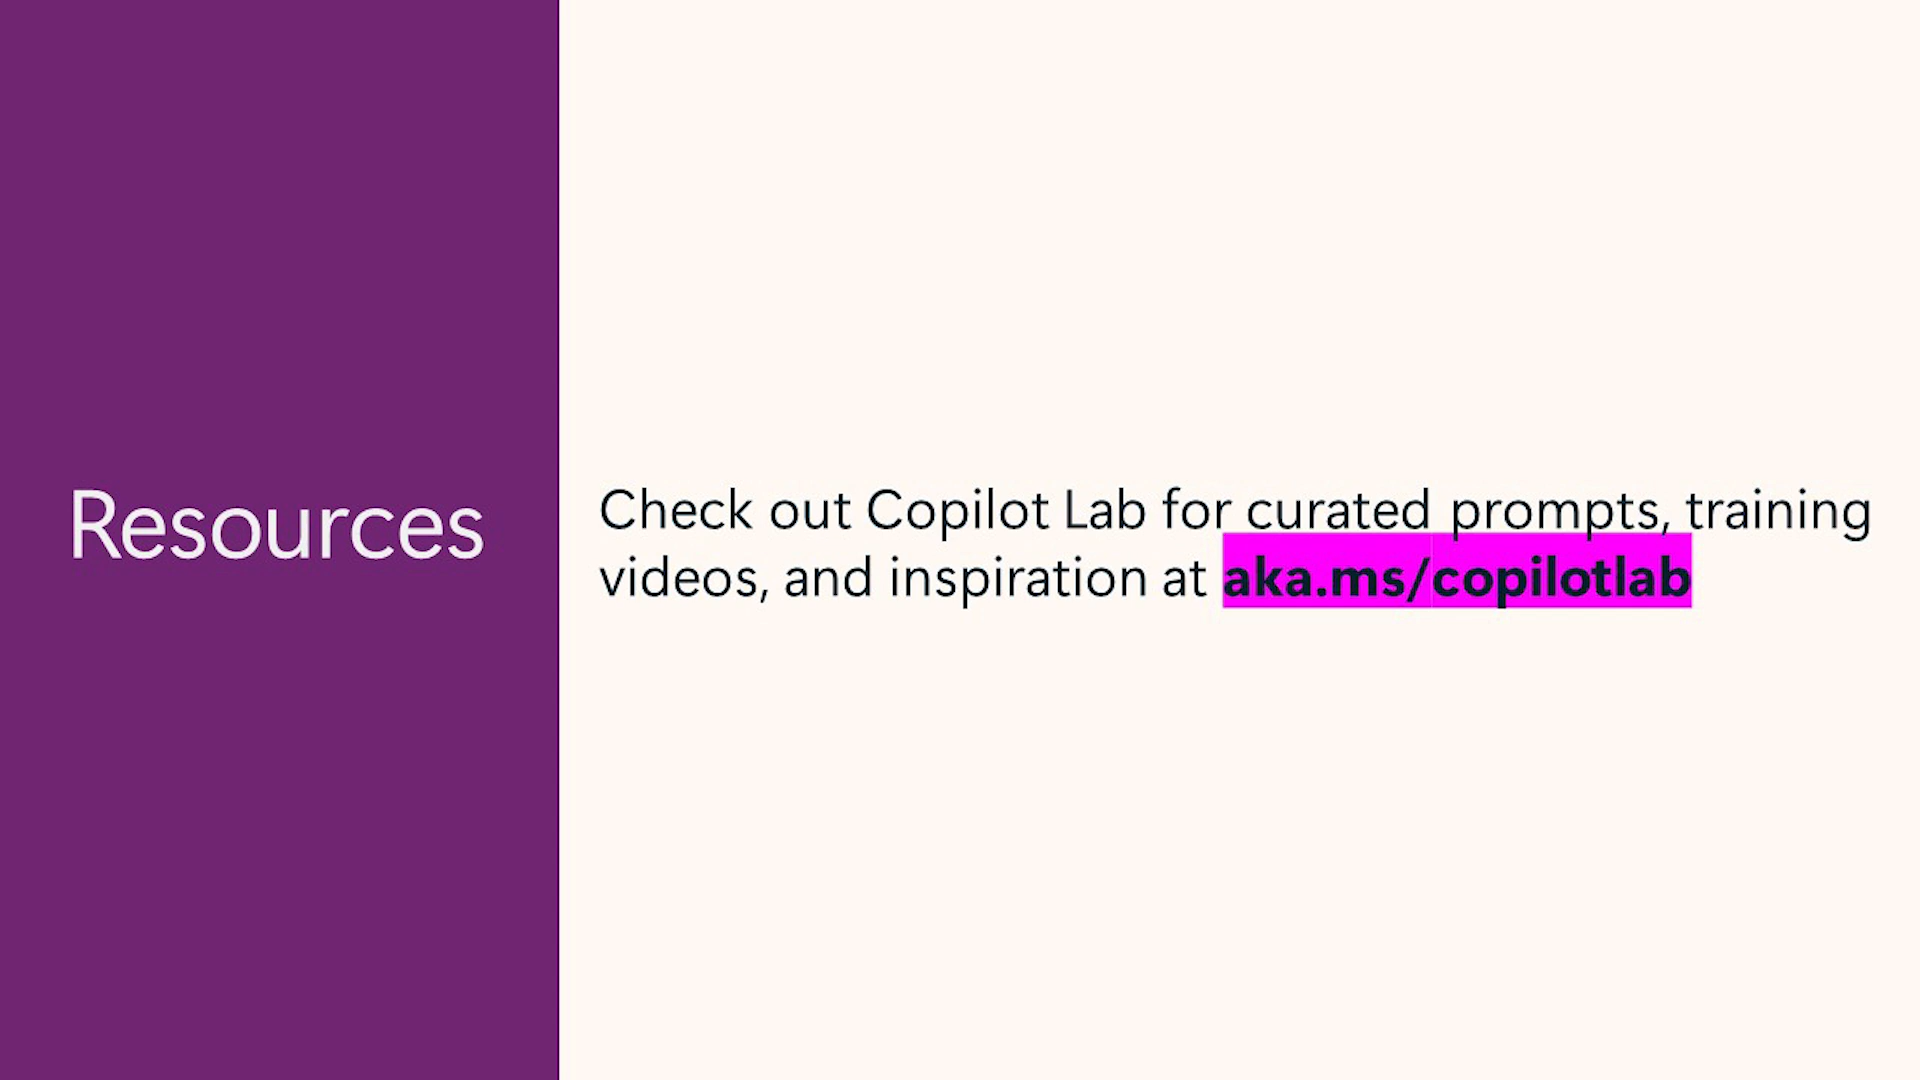 Resources
Check out Copilot Lab for curated prompts, training
videos, and inspiration at aka.ms/copilotlab